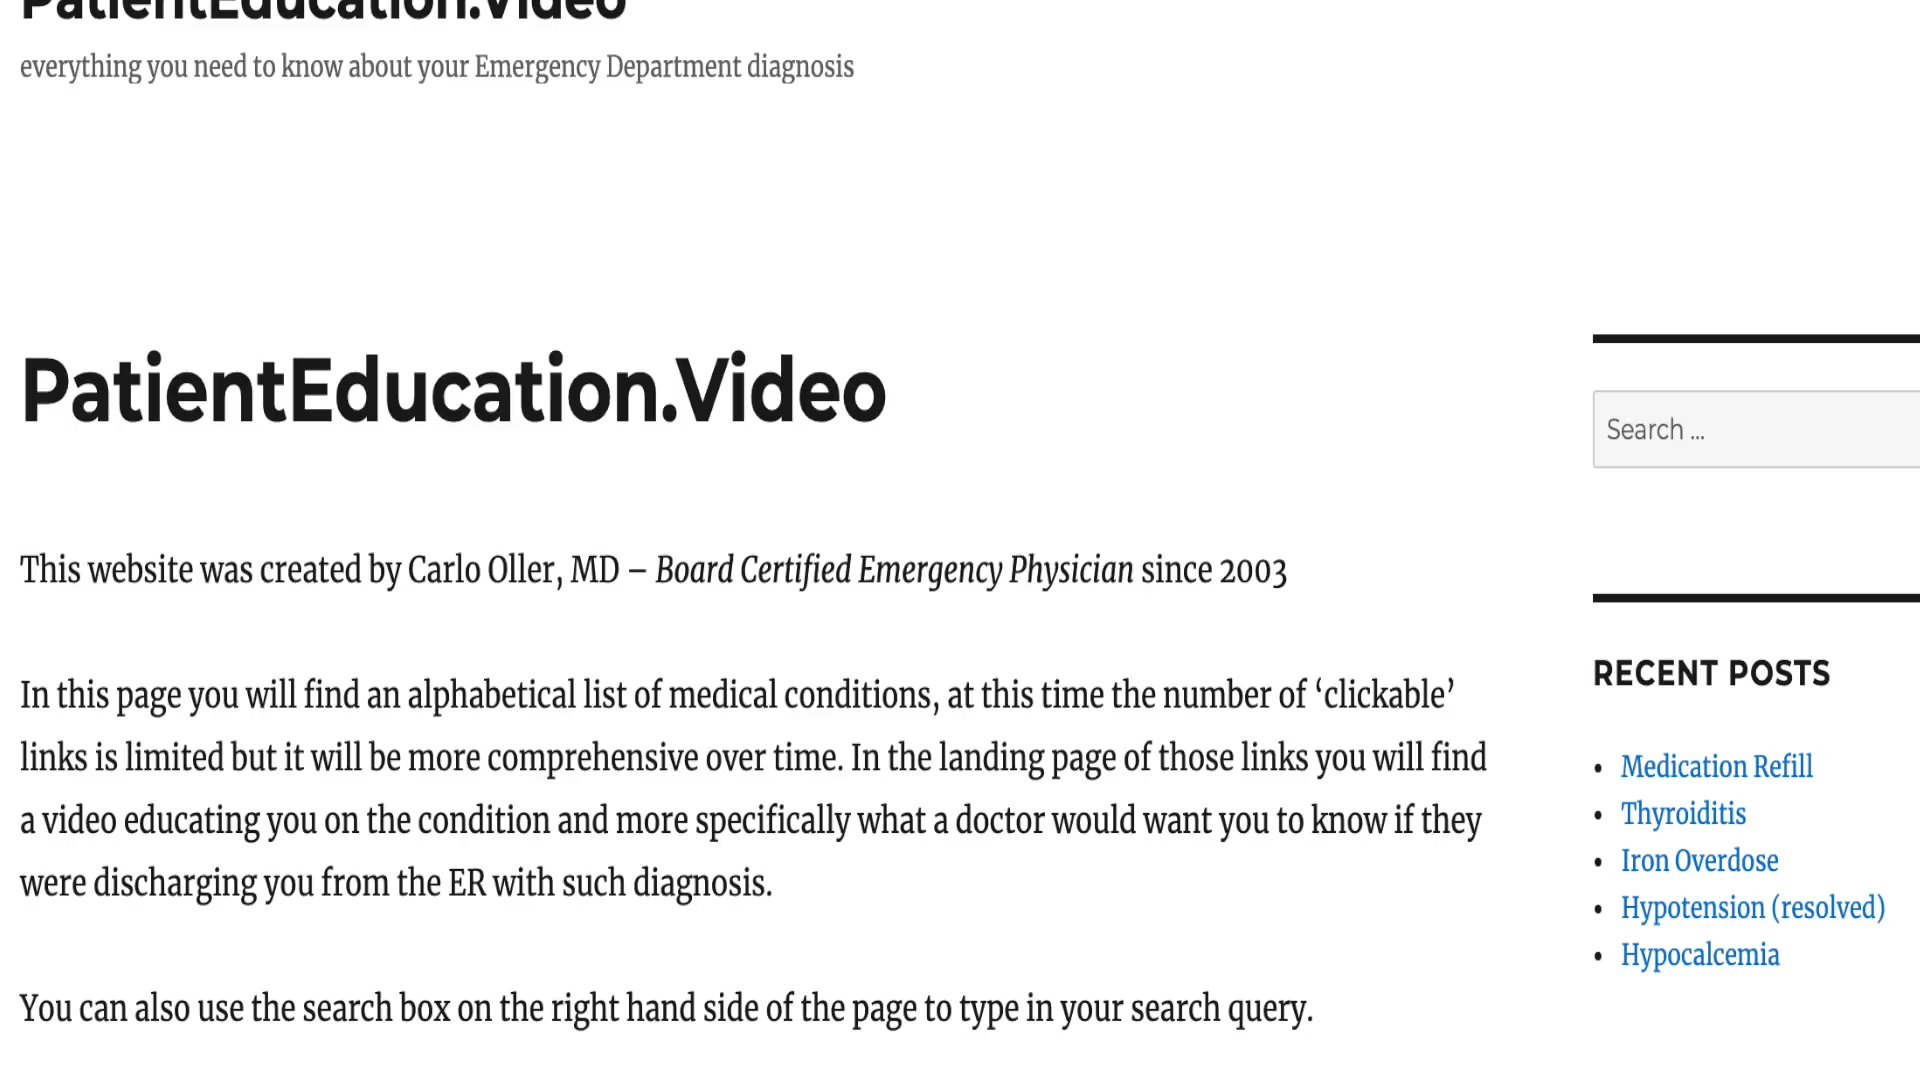 PatientEducation.Video
everything you need to know about your Emergency Department diagnosis
PatientEducation.Video
This website was created by Carlo Oller, MD – Board Certified Emergency Physician since 2003
In this page you will find an alphabetical list of medical conditions, at this time the number of ‘clickable’
links is limited but it will be more comprehensive over time. In the landing page of those links you will find
a video educating you on the condition and more specifically what a doctor would want you to know if they
were discharging you from the ER with such diagnosis.
You can also use the search box on the right hand side of the page to type in your search query.
Search ...
RECENT POSTS
Medication Refill
Thyroiditis
Iron Overdose
Hypotension (resolved)
Hypocalcemia